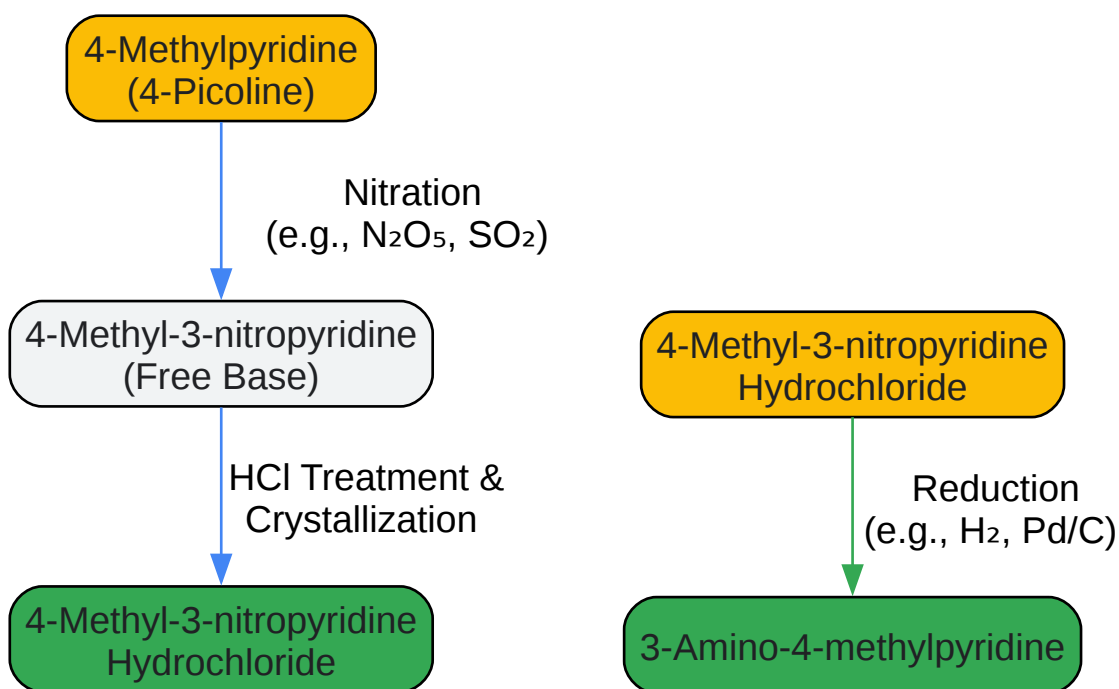 4-Methylpyridine
(4-Picoline)
Nitration
(e.g., N₂O₅, SO₂)
4-Methyl-3-nitropyridine
(Free Base)
HCl Treatment &
Crystallization
4-Methyl-3-nitropyridine
Hydrochloride
4-Methyl-3-nitropyridine
Hydrochloride
Reduction
(e.g., H₂, Pd/C)
3-Amino-4-methylpyridine